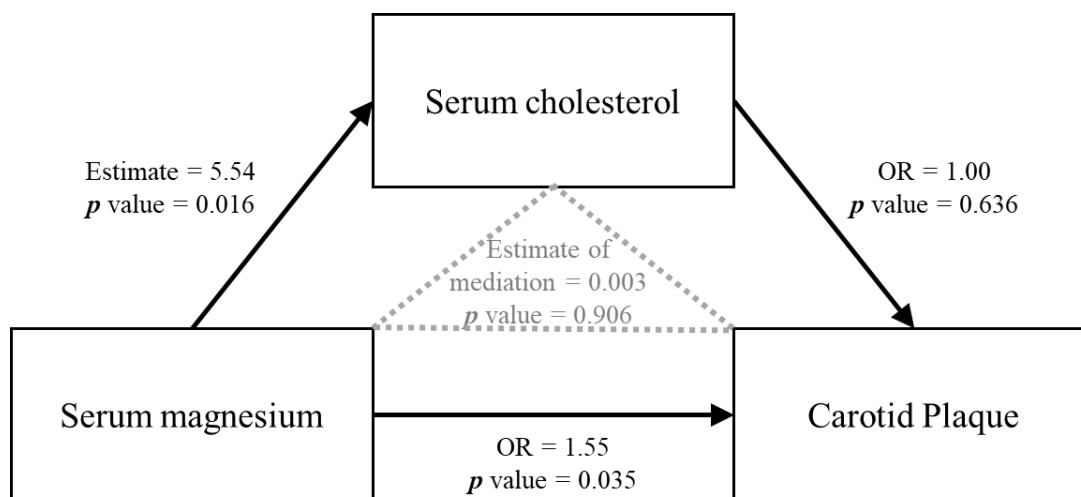 Serum cholesterol
Estimate = 5.54
p value = 0.016
OR = 1.00
p value = 0.636
Estimate of
mediation = 0.003
p value = 0.906
Serum magnesium
Carotid Plaque
OR = 1.55
p value = 0.035